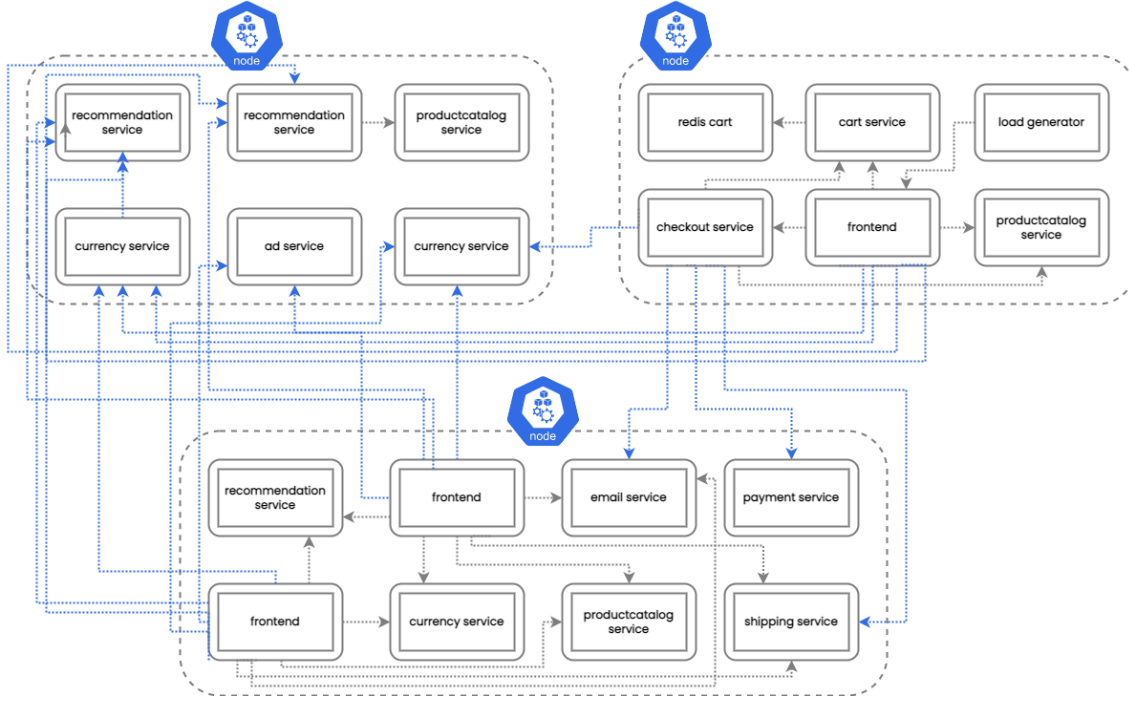 node
node
recommendation
service
recommendation
service
productcatalog
service
redis cart
cart service
load generator
currency service
ad service
currency service
checkout service
frontend
productcatalog
service
node
recommendation
service
frontend
email service
payment service
frontend
currency service
productcatalog
service
shipping service